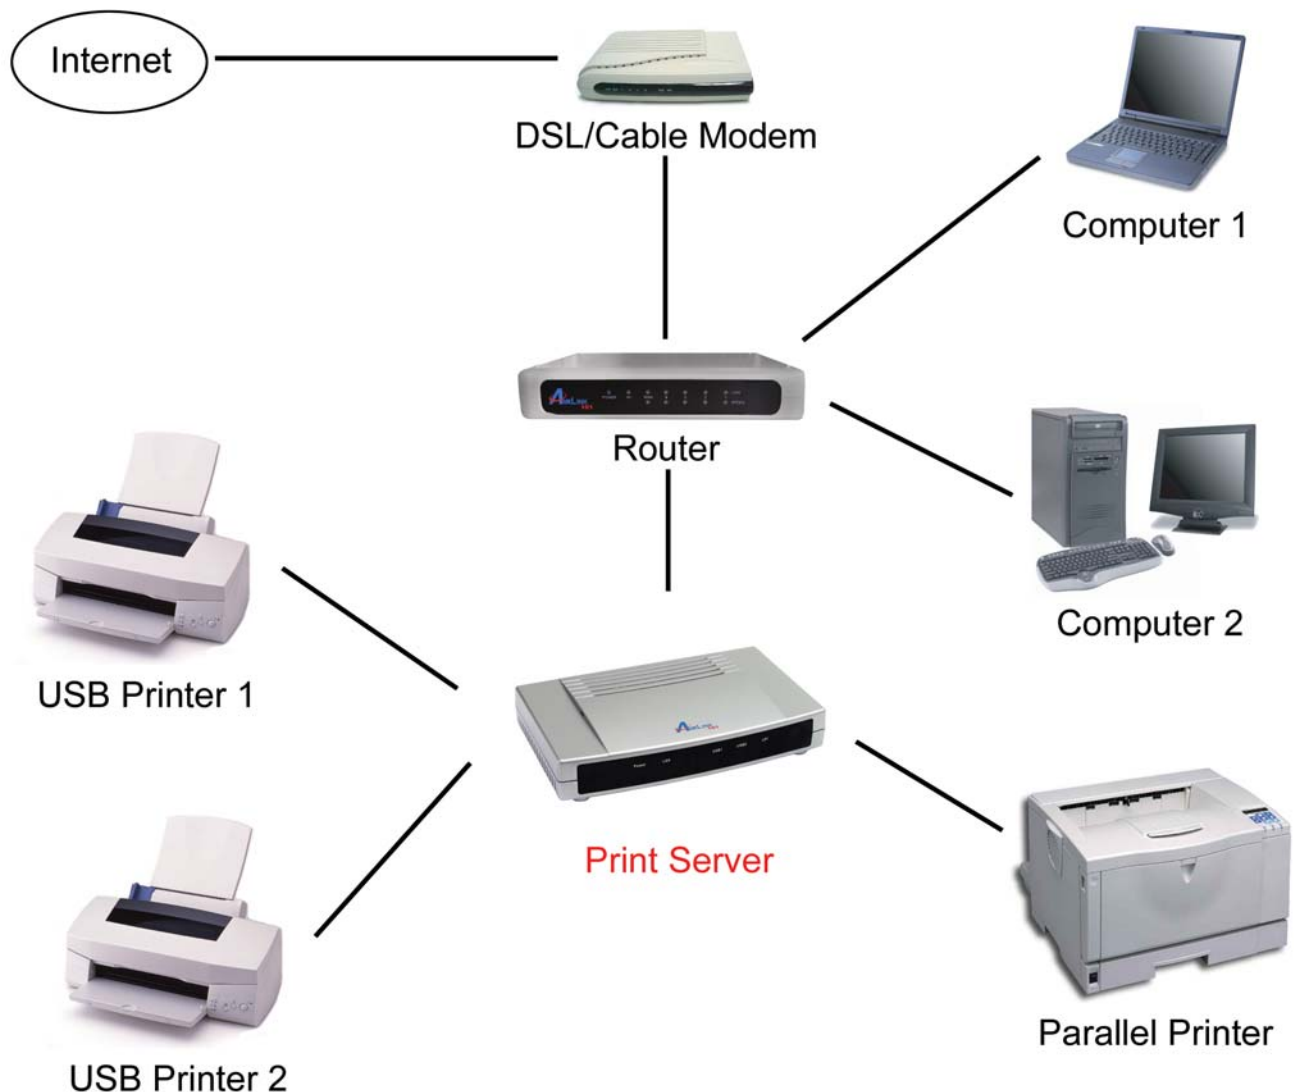 Internet
DSL/Cable Modem
Computer 1
Router
Computer 2
USB Printer 1
Print Server
USB Printer 2
Parallel Printer